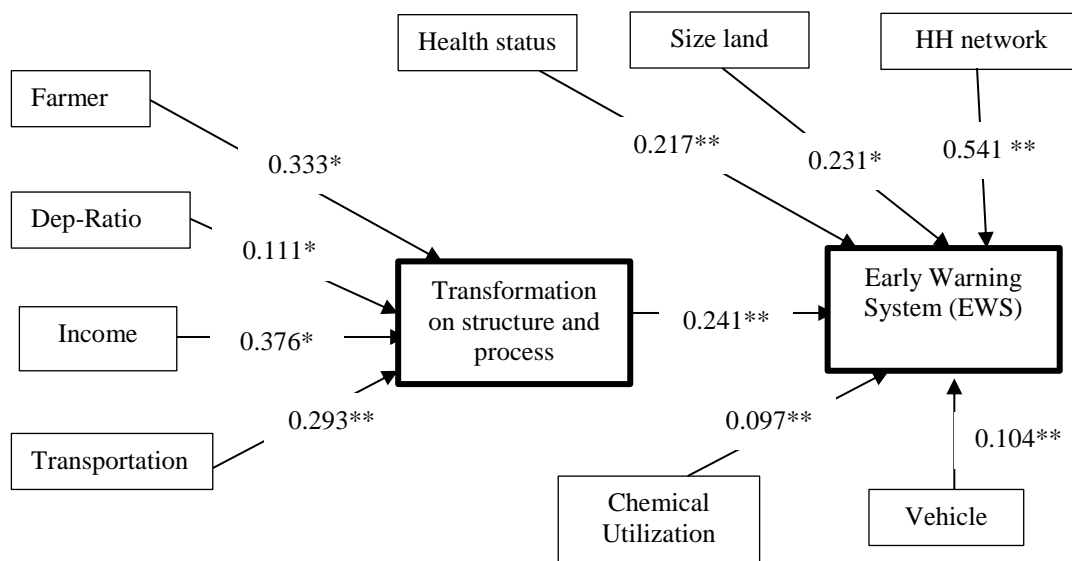 Health status
Size land
HH network
Farmer
0.217**
0.231*
0.541 **
0.333*
Dep-Ratio
0.111*
Transformation
on structure and
process
Early Warning
System (EWS)
Income
0.376*
0.241**
0.293**
0.097**
0.104**
Transportation
Chemical
Utilization
Vehicle